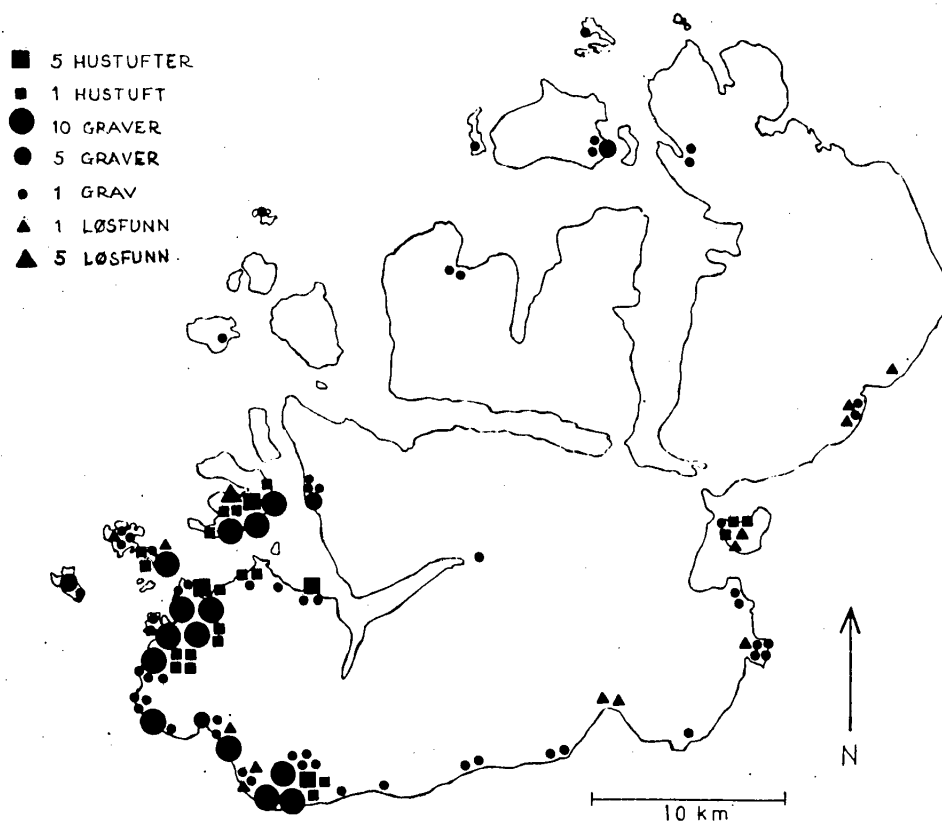 5 HUSTUFTER
1 HUSTUFT
10 GRAVER
5 GRAVER
1 GRAV
1 LØSFUNN
5 LØSFUNN
N
10 km